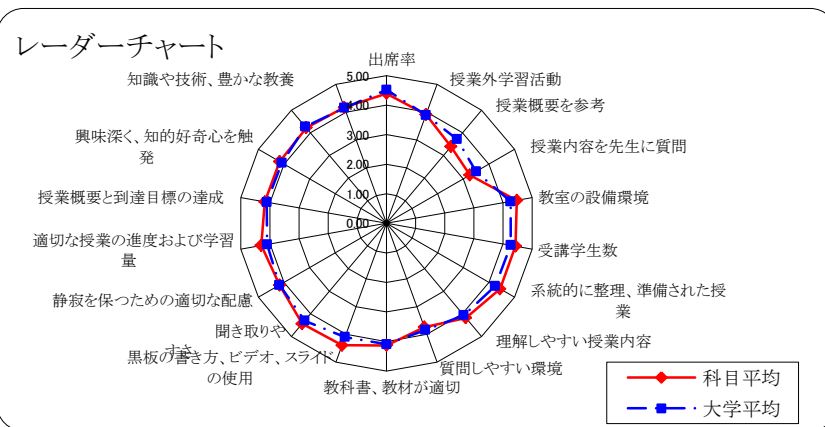 レーダーチャート
出席率
授業外学習活動
授業概要を参考
授業内容を先生に質問
教室の設備環境
受講学生数
系統的に整理、準備された授
業
理解しやすい授業内容
質問しやすい環境
教科書、教材が適切
黒板の書き方、ビデオ、スライド
の使用
聞き取りや
すさ
静寂を保つための適切な配慮
適切な授業の進度および学習
量
授業概要と到達目標の達成
興味深く、知的好奇心を触
発
知識や技術、豊かな教養
5.00
4.00
3.00
2.00
1.00
0.00
科目平均
大学平均